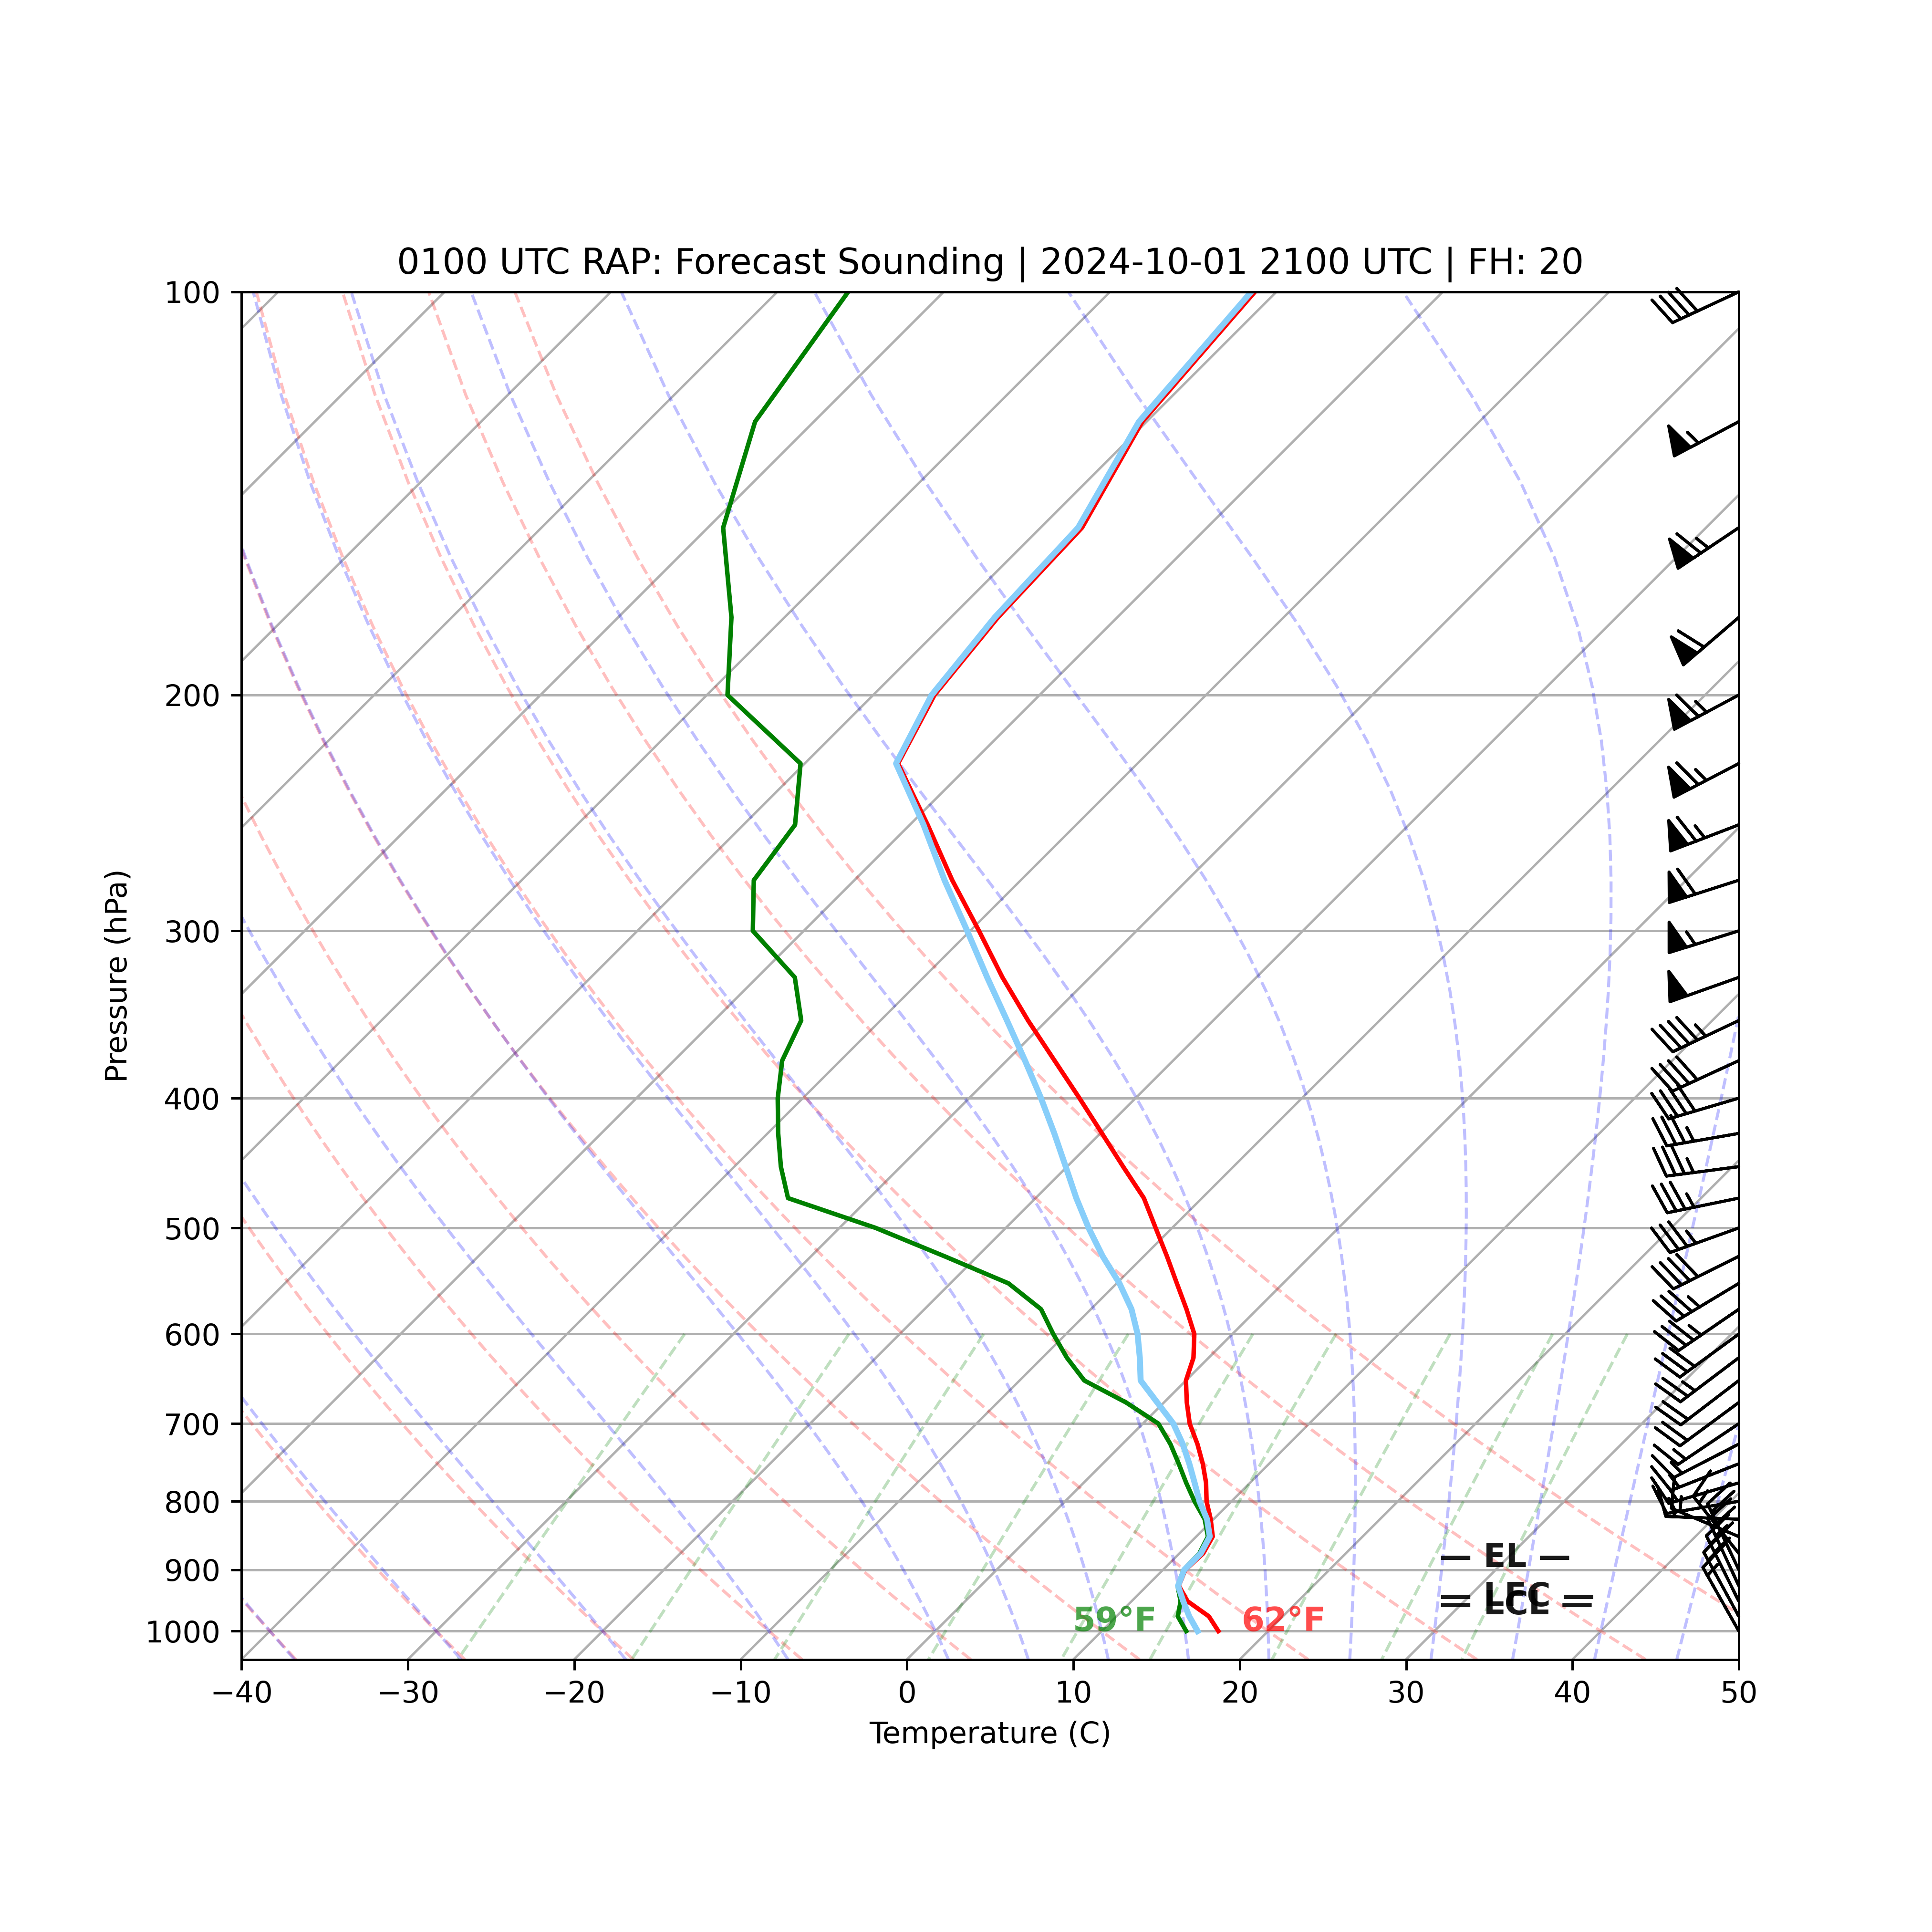 0100 UTC RAP: Forecast Sounding | 2024-10-01 2100 UTC | FH: 20
100
200
300
400
500
600
700
800
900
1000
Pressure (hPa)
— EL —
— LFC —
— LCL —
59°F
62°F
−40 −30 −20 −10 0 10 20 30 40 50
Temperature (C)